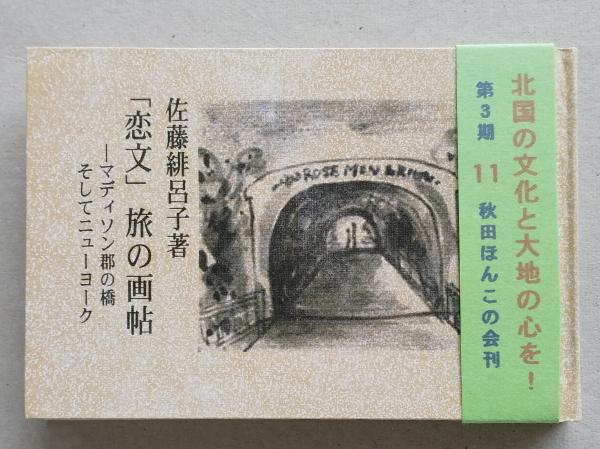 北国の文化と大地の心を!
第3期 11 秋田ほんこの会刊
佐藤緋呂子著
「恋文」旅の画帖
―マディソン郡の橋
そしてニューヨーク
ROSEMEN BRIDGE